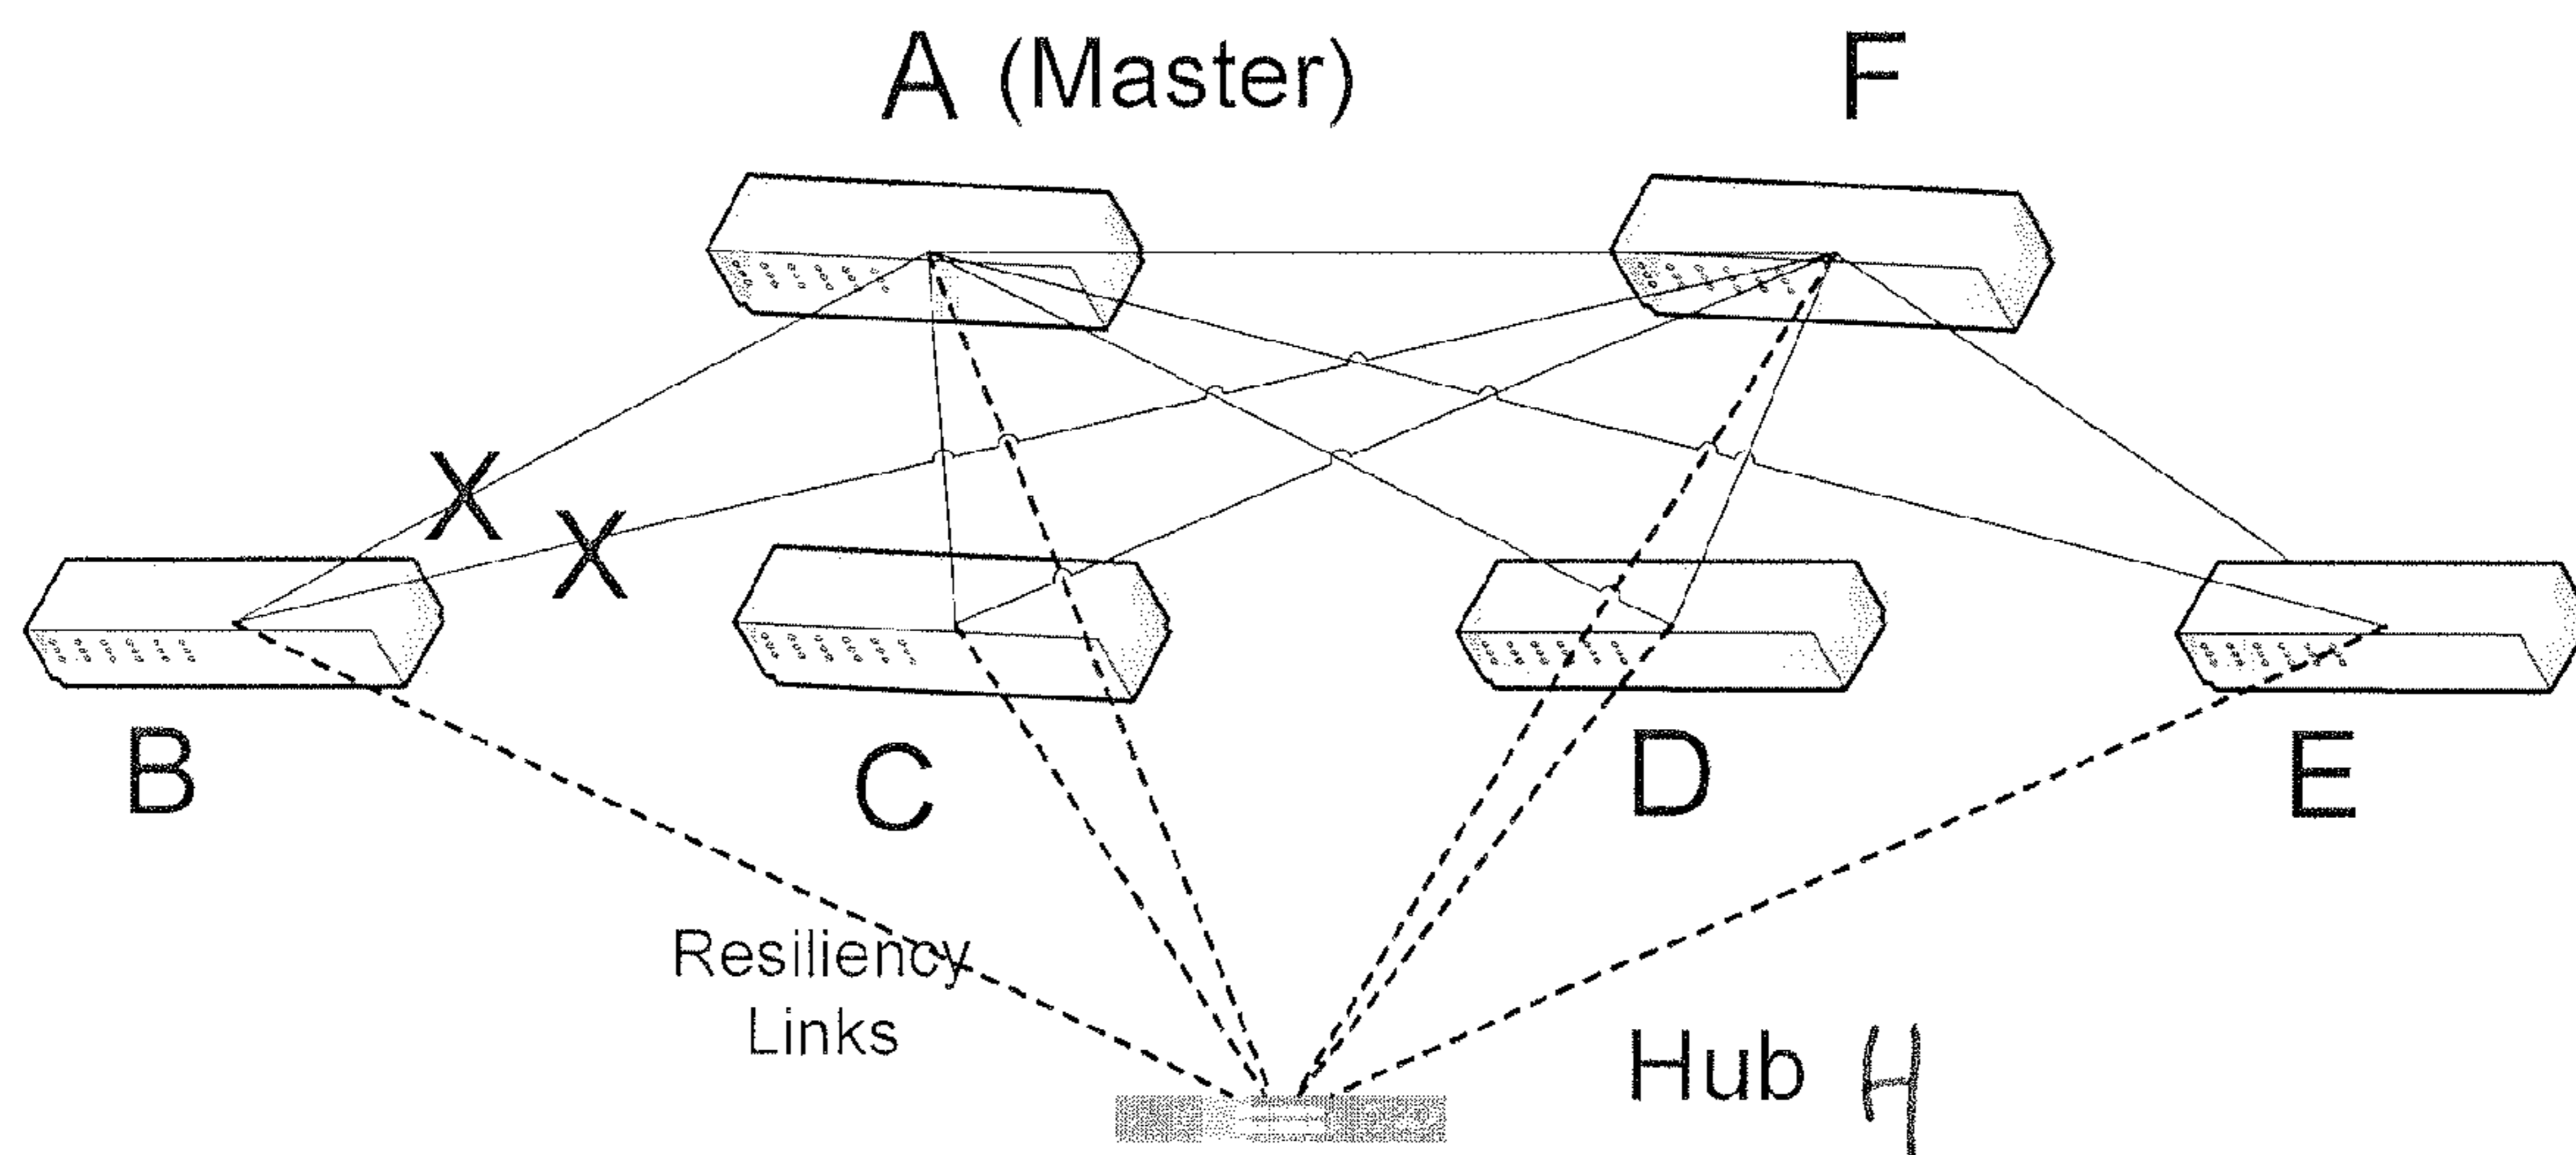 A (Master)
F
X
X
B
C
D
E
Resiliency
Links
Hub H